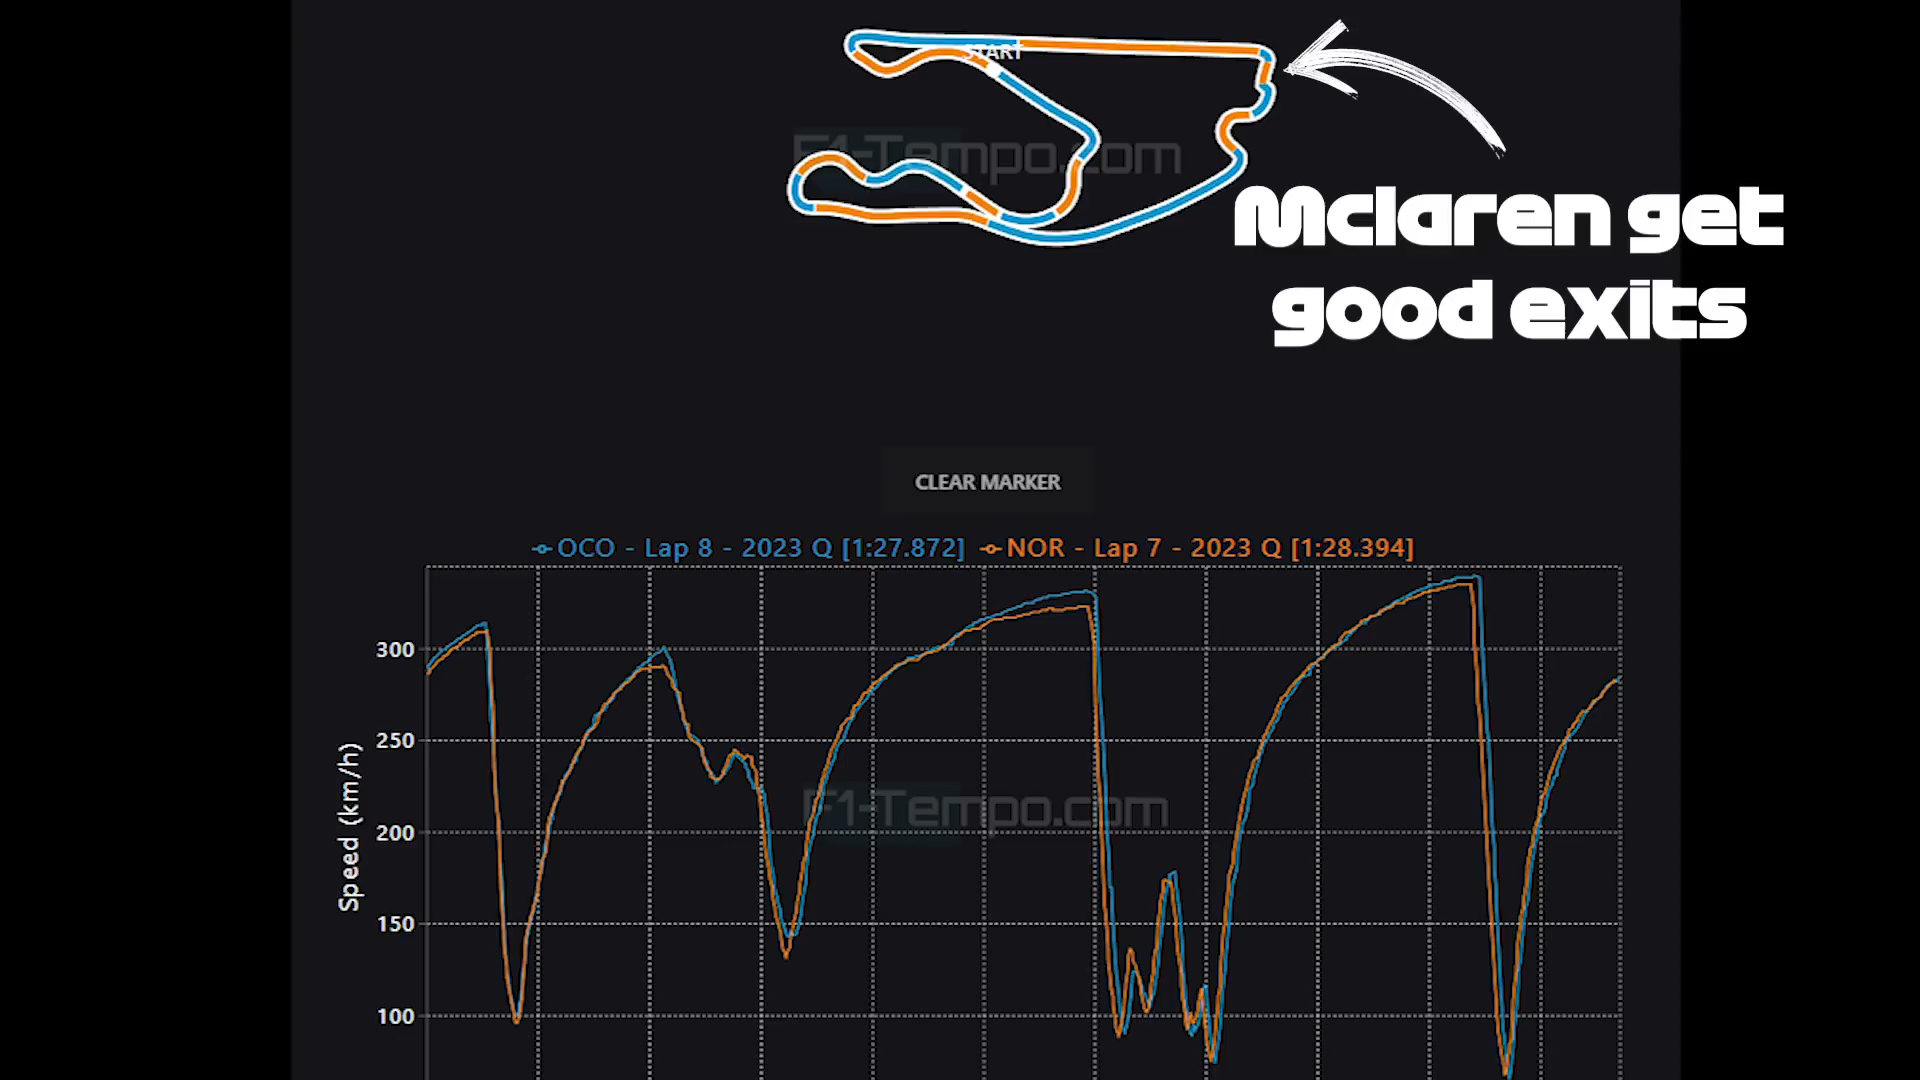 START
F1-Tempo.com
Mclaren get
good exits
CLEAR MARKER
OCO - Lap 8 - 2023 Q [1:27.872] NOR - Lap 7 - 2023 Q [1:28.394]
300
250
Speed (km/h)
F1-Tempo.com
200
150
100